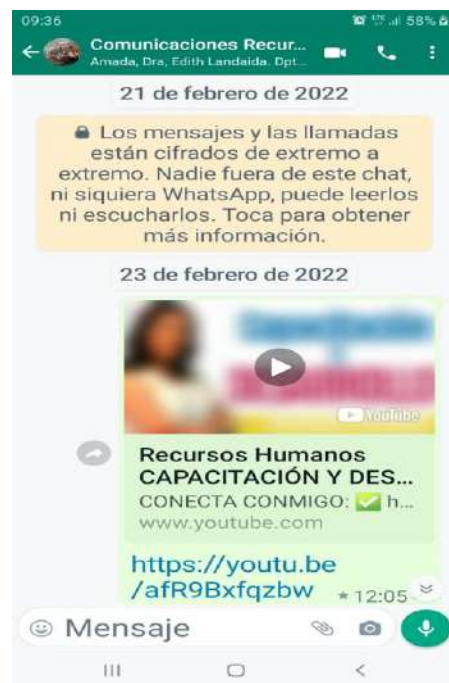 09:36
58%
Comunicaciones Recur...
Amada, Dra, Edith Landaida. Dpt...
21 de febrero de 2022
Los mensajes y las llamadas
están cifrados de extremo a
extremo. Nadie fuera de este chat,
ni siquiera WhatsApp, puede leerlos
ni escucharlos. Toca para obtener
más información.
23 de febrero de 2022
Capacitación
DESARROLLO
YouTube
Recursos Humanos
CAPACITACIÓN Y DES...
CONECTA CONMIGO: ✅ h...
www.youtube.com
https://youtu.be
/afR9Bxfqzbw
★ 12:05
Mensaje